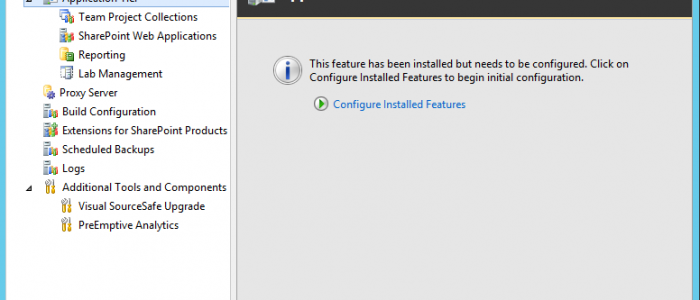 Team Project Collections
SharePoint Web Applications
Reporting
Lab Management
Proxy Server
Build Configuration
Extensions for SharePoint Products
Scheduled Backups
Logs
Additional Tools and Components
Visual SourceSafe Upgrade
PreEmptive Analytics
This feature has been installed but needs to be configured. Click on
Configure Installed Features to begin initial configuration.
Configure Installed Features